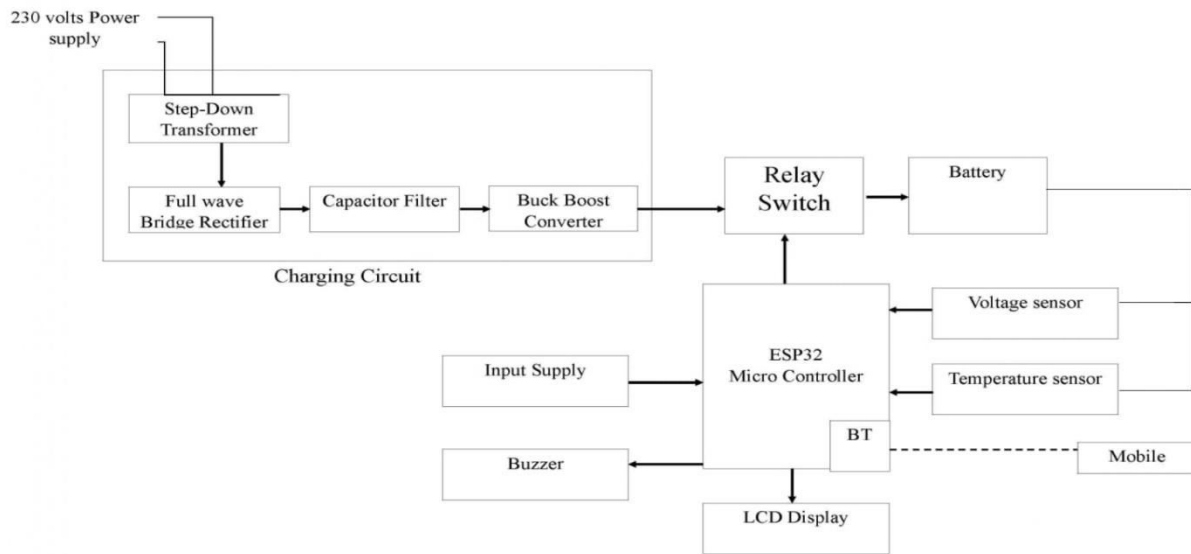 230 volts Power
supply
Step-Down
Transformer
Full wave
Bridge Rectifier
Capacitor Filter
Buck Boost
Converter
Charging Circuit
Relay
Switch
Battery
Input Supply
ESP32
Micro Controller
Voltage sensor
Temperature sensor
BT
Buzzer
Mobile
LCD Display